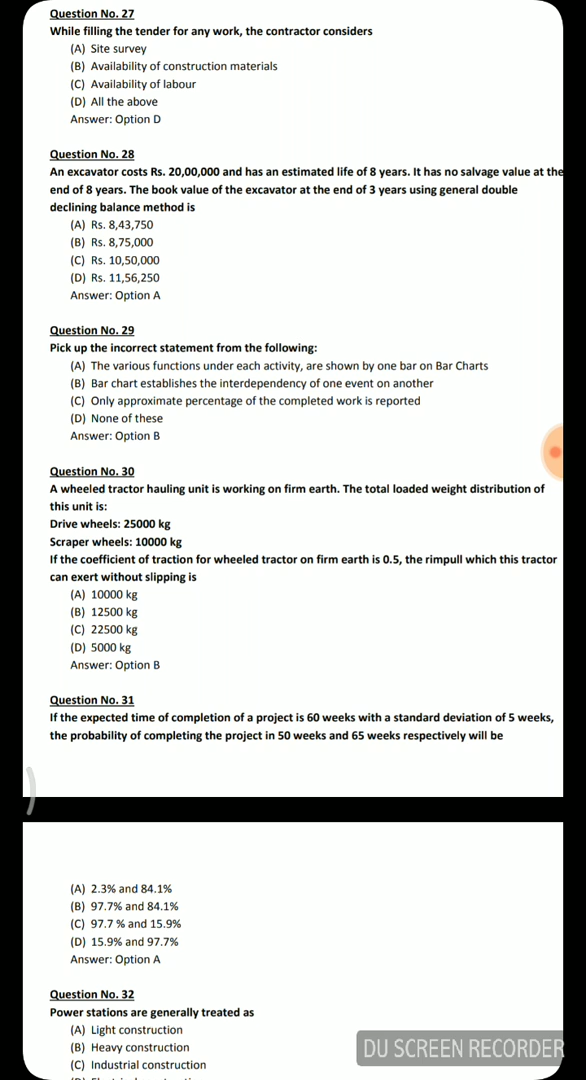 Question No. 27
While filling the tender for any work, the contractor considers
(A) Site survey
(B) Availability of construction materials
(C) Availability of labour
(D) All the above
Answer: Option D
Question No. 28
An excavator costs Rs. 20,00,000 and has an estimated life of 8 years. It has no salvage value at the
end of 8 years. The book value of the excavator at the end of 3 years using general double
declining balance method is
(A) Rs. 8,43,750
(B) Rs. 8,75,000
(C) Rs. 10,50,000
(D) Rs. 11,56,250
Answer: Option A
Question No. 29
Pick up the incorrect statement from the following:
(A) The various functions under each activity, are shown by one bar on Bar Charts
(B) Bar chart establishes the interdependency of one event on another
(C) Only approximate percentage of the completed work is reported
(D) None of these
Answer: Option B
Question No. 30
A wheeled tractor hauling unit is working on firm earth. The total loaded weight distribution of
this unit is:
Drive wheels: 25000 kg
Scraper wheels: 10000 kg
If the coefficient of traction for wheeled tractor on firm earth is 0.5, the rimpull which this tractor
can exert without slipping is
(A) 10000 kg
(B) 12500 kg
(C) 22500 kg
(D) 5000 kg
Answer: Option B
Question No. 31
If the expected time of completion of a project is 60 weeks with a standard deviation of 5 weeks,
the probability of completing the project in 50 weeks and 65 weeks respectively will be
(A) 2.3% and 84.1%
(B) 97.7% and 84.1%
(C) 97.7 % and 15.9%
(D) 15.9% and 97.7%
Answer: Option A
Question No. 32
Power stations are generally treated as
(A) Light construction
(B) Heavy construction
(C) Industrial construction
DU SCREEN RECORDER